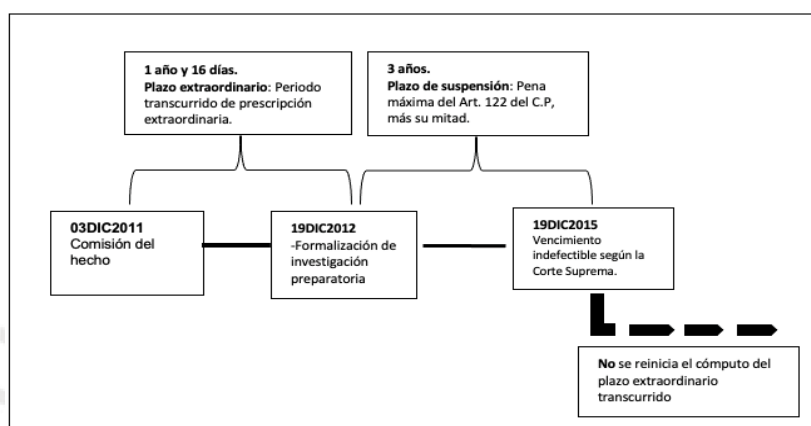 1 año y 16 días.
Plazo extraordinario: Periodo
transcurrido de prescripción
extraordinaria.
3 años.
Plazo de suspensión: Pena
máxima del Art. 122 del C.P,
más su mitad.
03DIC2011
Comisión del
hecho
19DIC2012
-Formalización de
investigación
preparatoria
19DIC2015
Vencimiento
indefectible según la
Corte Suprema.
No se reinicia el cómputo del
plazo extraordinario
transcurrido